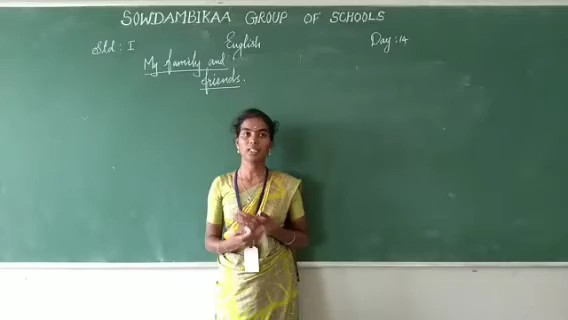 SOWDAMBIKAA GROUP OF SCHOOLS
Std : I English Day : 14
My family and
friends.